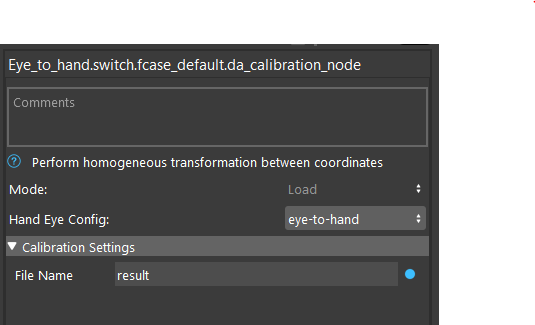 Eye_to_hand.switch.fcase_default.da_calibration_node
Comments
Perform homogeneous transformation between coordinates
Mode: Load
Hand Eye Config: eye-to-hand
Calibration Settings
File Name result